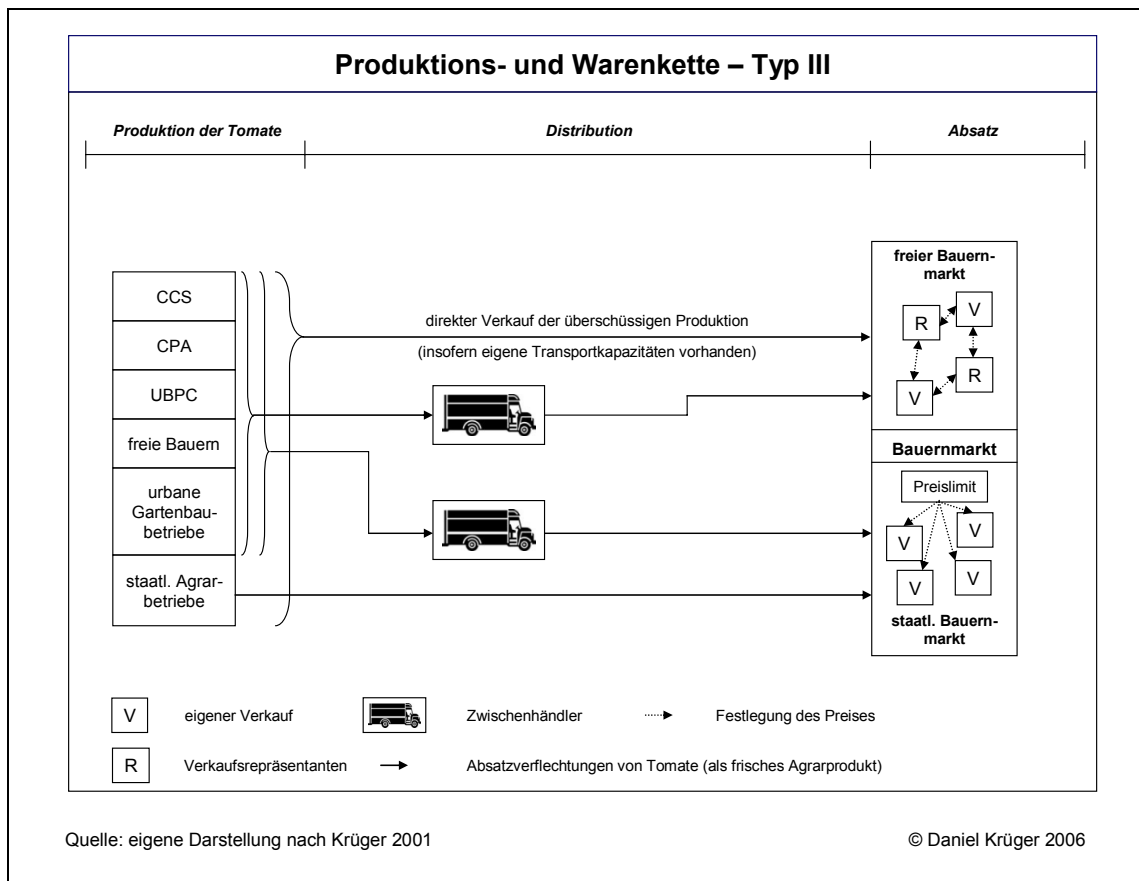 Produktions- und Warenkette – Typ III
Produktion der Tomate
Distribution
Absatz
CCS
CPA
UBPC
freie Bauern
urbane
Gartenbau-
betriebe
staatl. Agrar-
betriebe
direkter Verkauf der überschüssigen Produktion
(insofern eigene Transportkapazitäten vorhanden)
freier Bauern-
markt
V
R
R
V
Bauernmarkt
Preislimit
V
V
V
V
staatl. Bauern-
markt
V
eigener Verkauf
Zwischenhändler
Festlegung des Preises
R
Verkaufsrepräsentanten
Absatzverflechtungen von Tomate (als frisches Agrarprodukt)
Quelle: eigene Darstellung nach Krüger 2001
© Daniel Krüger 2006